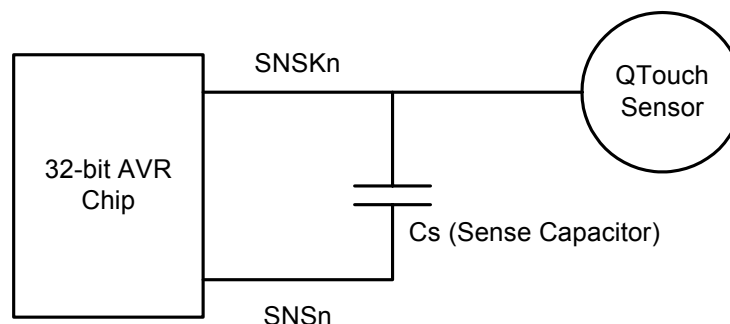 SNSKn
QTouch
Sensor
32-bit AVR
Chip
Cs (Sense Capacitor)
SNSn